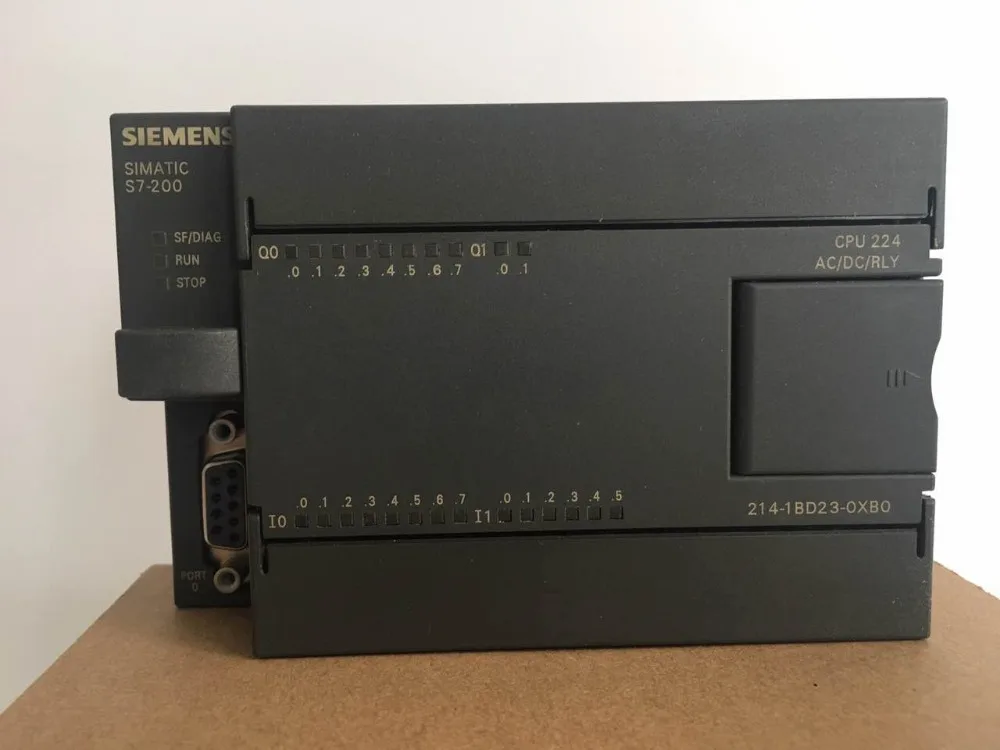 SIEMENS
SIMATIC
S7-200
SF/DIAG
RUN
STOP
Q0 .0 .1 .2 .3 .4 .5 .6 .7 Q1 .0 .1
CPU 224
AC/DC/RLY
I0 .0 .1 .2 .3 .4 .5 .6 .7 I1 .0 .1 .2 .3 .4 .5
214-1BD23-0XB0
PORT
0